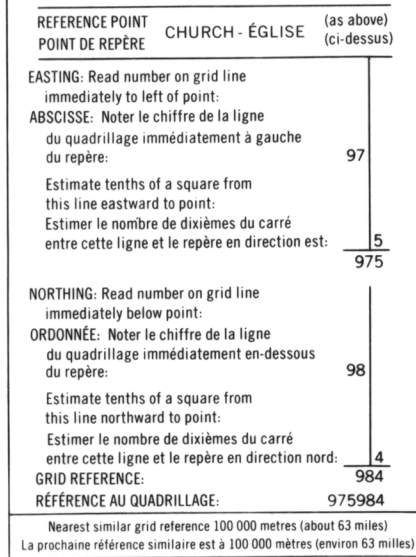 REFERENCE POINT
POINT DE REPÈRE
CHURCH - ÉGLISE
(as above)
(ci-dessus)
EASTING: Read number on grid line
immediately to left of point:
ABSCISSE: Noter le chiffre de la ligne
du quadrillage immédiatement à gauche
du repère: 97
Estimate tenths of a square from
this line eastward to point:
Estimer le nombre de dixièmes du carré
entre cette ligne et le repère en direction est: 5
975
NORTHING: Read number on grid line
immediately below point:
ORDONNÉE: Noter le chiffre de la ligne
du quadrillage immédiatement en-dessous
du repère: 98
Estimate tenths of a square from
this line northward to point:
Estimer le nombre de dixièmes du carré
entre cette ligne et le repère en direction nord: 4
GRID REFERENCE: 984
RÉFÉRENCE AU QUADRILLAGE: 975984
Nearest similar grid reference 100 000 metres (about 63 miles)
La prochaine référence similaire est à 100 000 mètres (environ 63 milles)